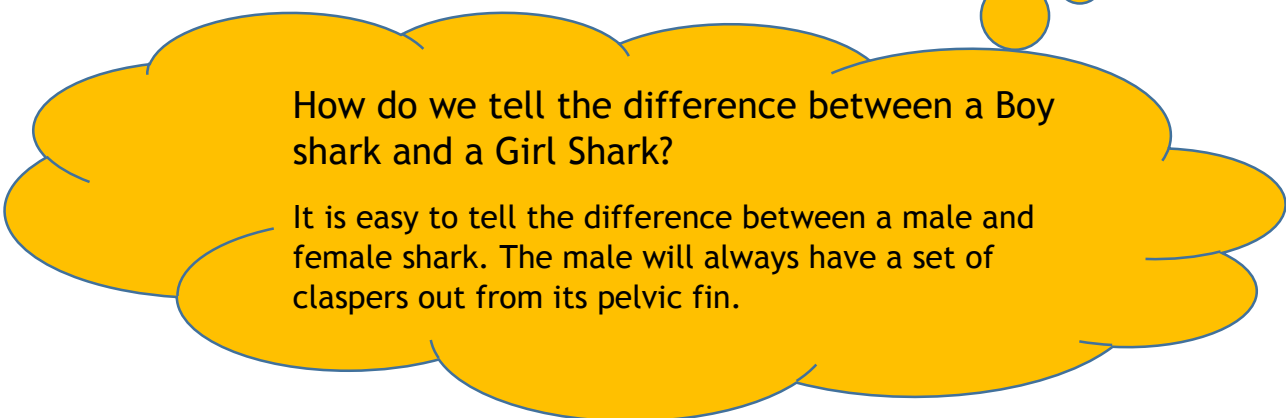 How do we tell the difference between a Boy
shark and a Girl Shark?
It is easy to tell the difference between a male and
female shark. The male will always have a set of
claspers out from its pelvic fin.